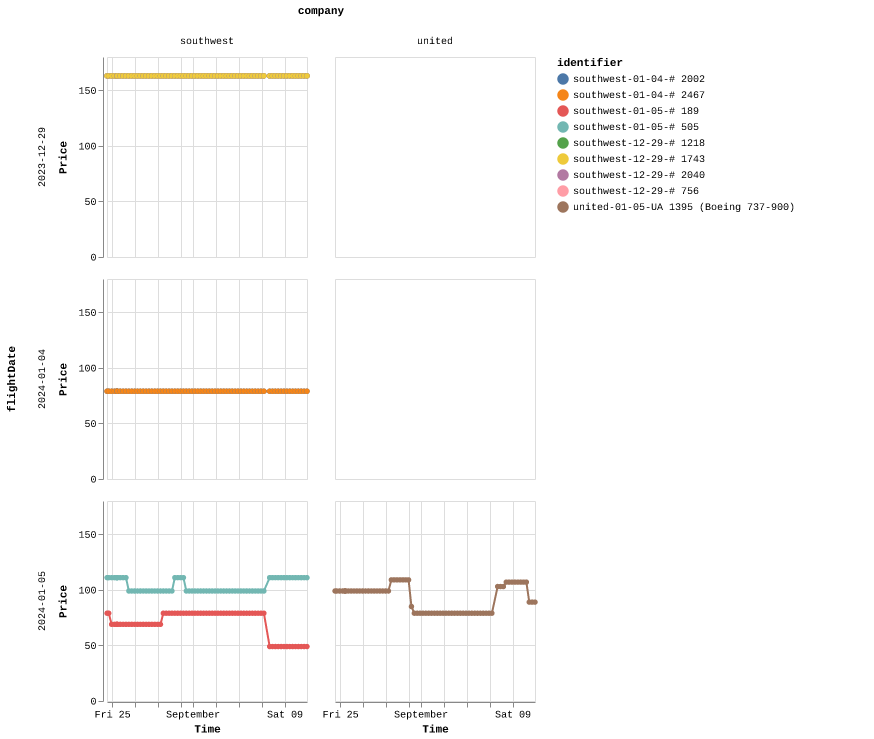 company
southwest
united
identifier
southwest-01-04-# 2002
southwest-01-04-# 2467
southwest-01-05-# 189
southwest-01-05-# 505
southwest-12-29-# 1218
southwest-12-29-# 1743
southwest-12-29-# 2040
southwest-12-29-# 756
united-01-05-UA 1395 (Boeing 737-900)
flightDate
2023-12-29
Price
150
100
50
0
2024-01-04
Price
150
100
50
0
2024-01-05
Price
150
100
50
0
Fri 25 September Sat 09
Time
Fri 25 September Sat 09
Time